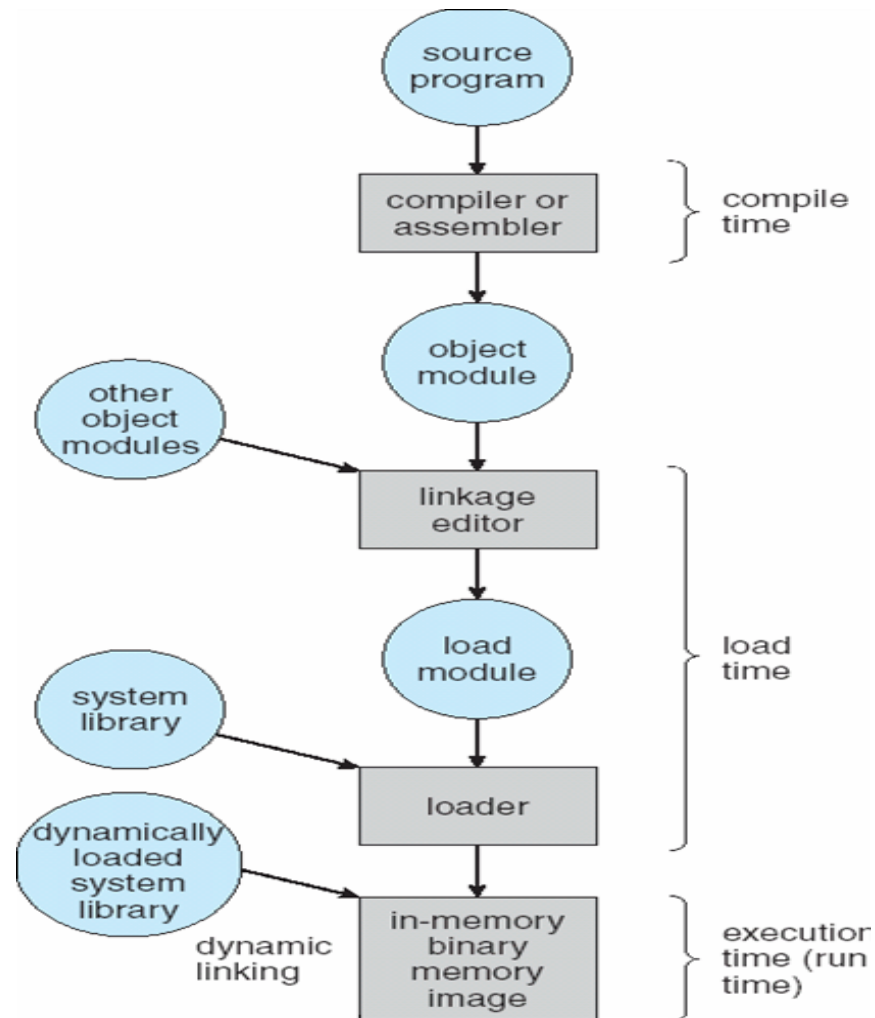 source
program
compiler or
assembler
compile
time
object
module
other
object
modules
linkage
editor
load
module
load
time
system
library
loader
dynamically
loaded
system
library
dynamic
linking
in-memory
binary
memory
image
execution
time (run
time)